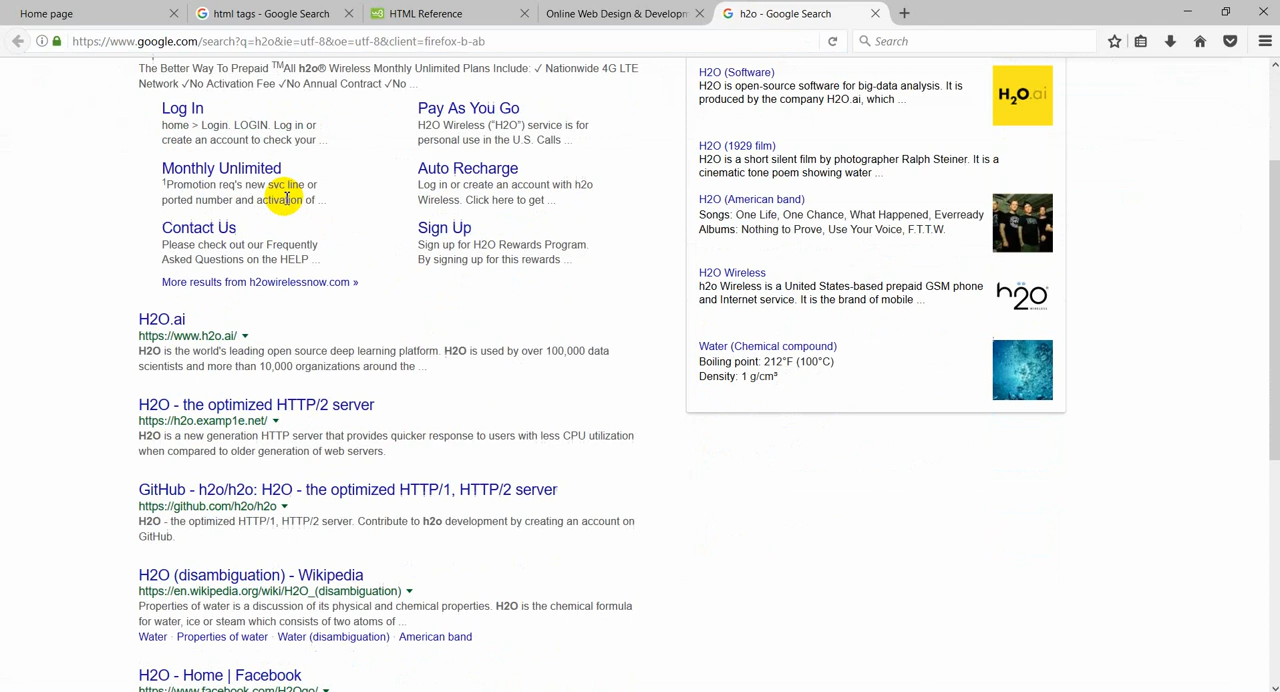 Home page
html tags - Google Search
HTML Reference
Online Web Design & Developm
h2o - Google Search
https://www.google.com/search?q=h2o&ie=utf-8&oe=utf-8&client=firefox-b-ab
Search
The Better Way To Prepaid TMAll h2o® Wireless Monthly Unlimited Plans Include: ✓ Nationwide 4G LTE
Network ✓No Activation Fee ✓No Annual Contract ✓No ...
Log In
home > Login. LOGIN. Log in or
create an account to check your ...
Pay As You Go
H2O Wireless ("H2O") service is for
personal use in the U.S. Calls ...
Monthly Unlimited
1Promotion req's new svc line or
ported number and activation of ...
Auto Recharge
Log in or create an account with h2o
Wireless. Click here to get ...
Contact Us
Please check out our Frequently
Asked Questions on the HELP ...
Sign Up
Sign up for H2O Rewards Program.
By signing up for this rewards ...
More results from h2owirelessnow.com »
H2O.ai
https://www.h2o.ai/
H2O is the world's leading open source deep learning platform. H2O is used by over 100,000 data
scientists and more than 10,000 organizations around the ...
H2O - the optimized HTTP/2 server
https://h2o.examp1e.net/
H2O is a new generation HTTP server that provides quicker response to users with less CPU utilization
when compared to older generation of web servers.
GitHub - h2o/h2o: H2O - the optimized HTTP/1, HTTP/2 server
https://github.com/h2o/h2o
H2O - the optimized HTTP/1, HTTP/2 server. Contribute to h2o development by creating an account on
GitHub.
H2O (disambiguation) - Wikipedia
https://en.wikipedia.org/wiki/H2O_(disambiguation)
Properties of water is a discussion of its physical and chemical properties. H2O is the chemical formula
for water, ice or steam which consists of two atoms of ...
Water · Properties of water · Water (disambiguation) · American band
H2O - Home | Facebook
https://www.facebook.com/H2Ogo/
H2O (Software)
H2O is open-source software for big-data analysis. It is
produced by the company H2O.ai, which ...
H2O.ai
H2O (1929 film)
H2O is a short silent film by photographer Ralph Steiner. It is a
cinematic tone poem showing water ...
H2O (American band)
Songs: One Life, One Chance, What Happened, Everready
Albums: Nothing to Prove, Use Your Voice, F.T.T.W.
H2O Wireless
h2o Wireless is a United States-based prepaid GSM phone
and Internet service. It is the brand of mobile ...
h2o
WIRELESS
Water (Chemical compound)
Boiling point: 212°F (100°C)
Density: 1 g/cm³